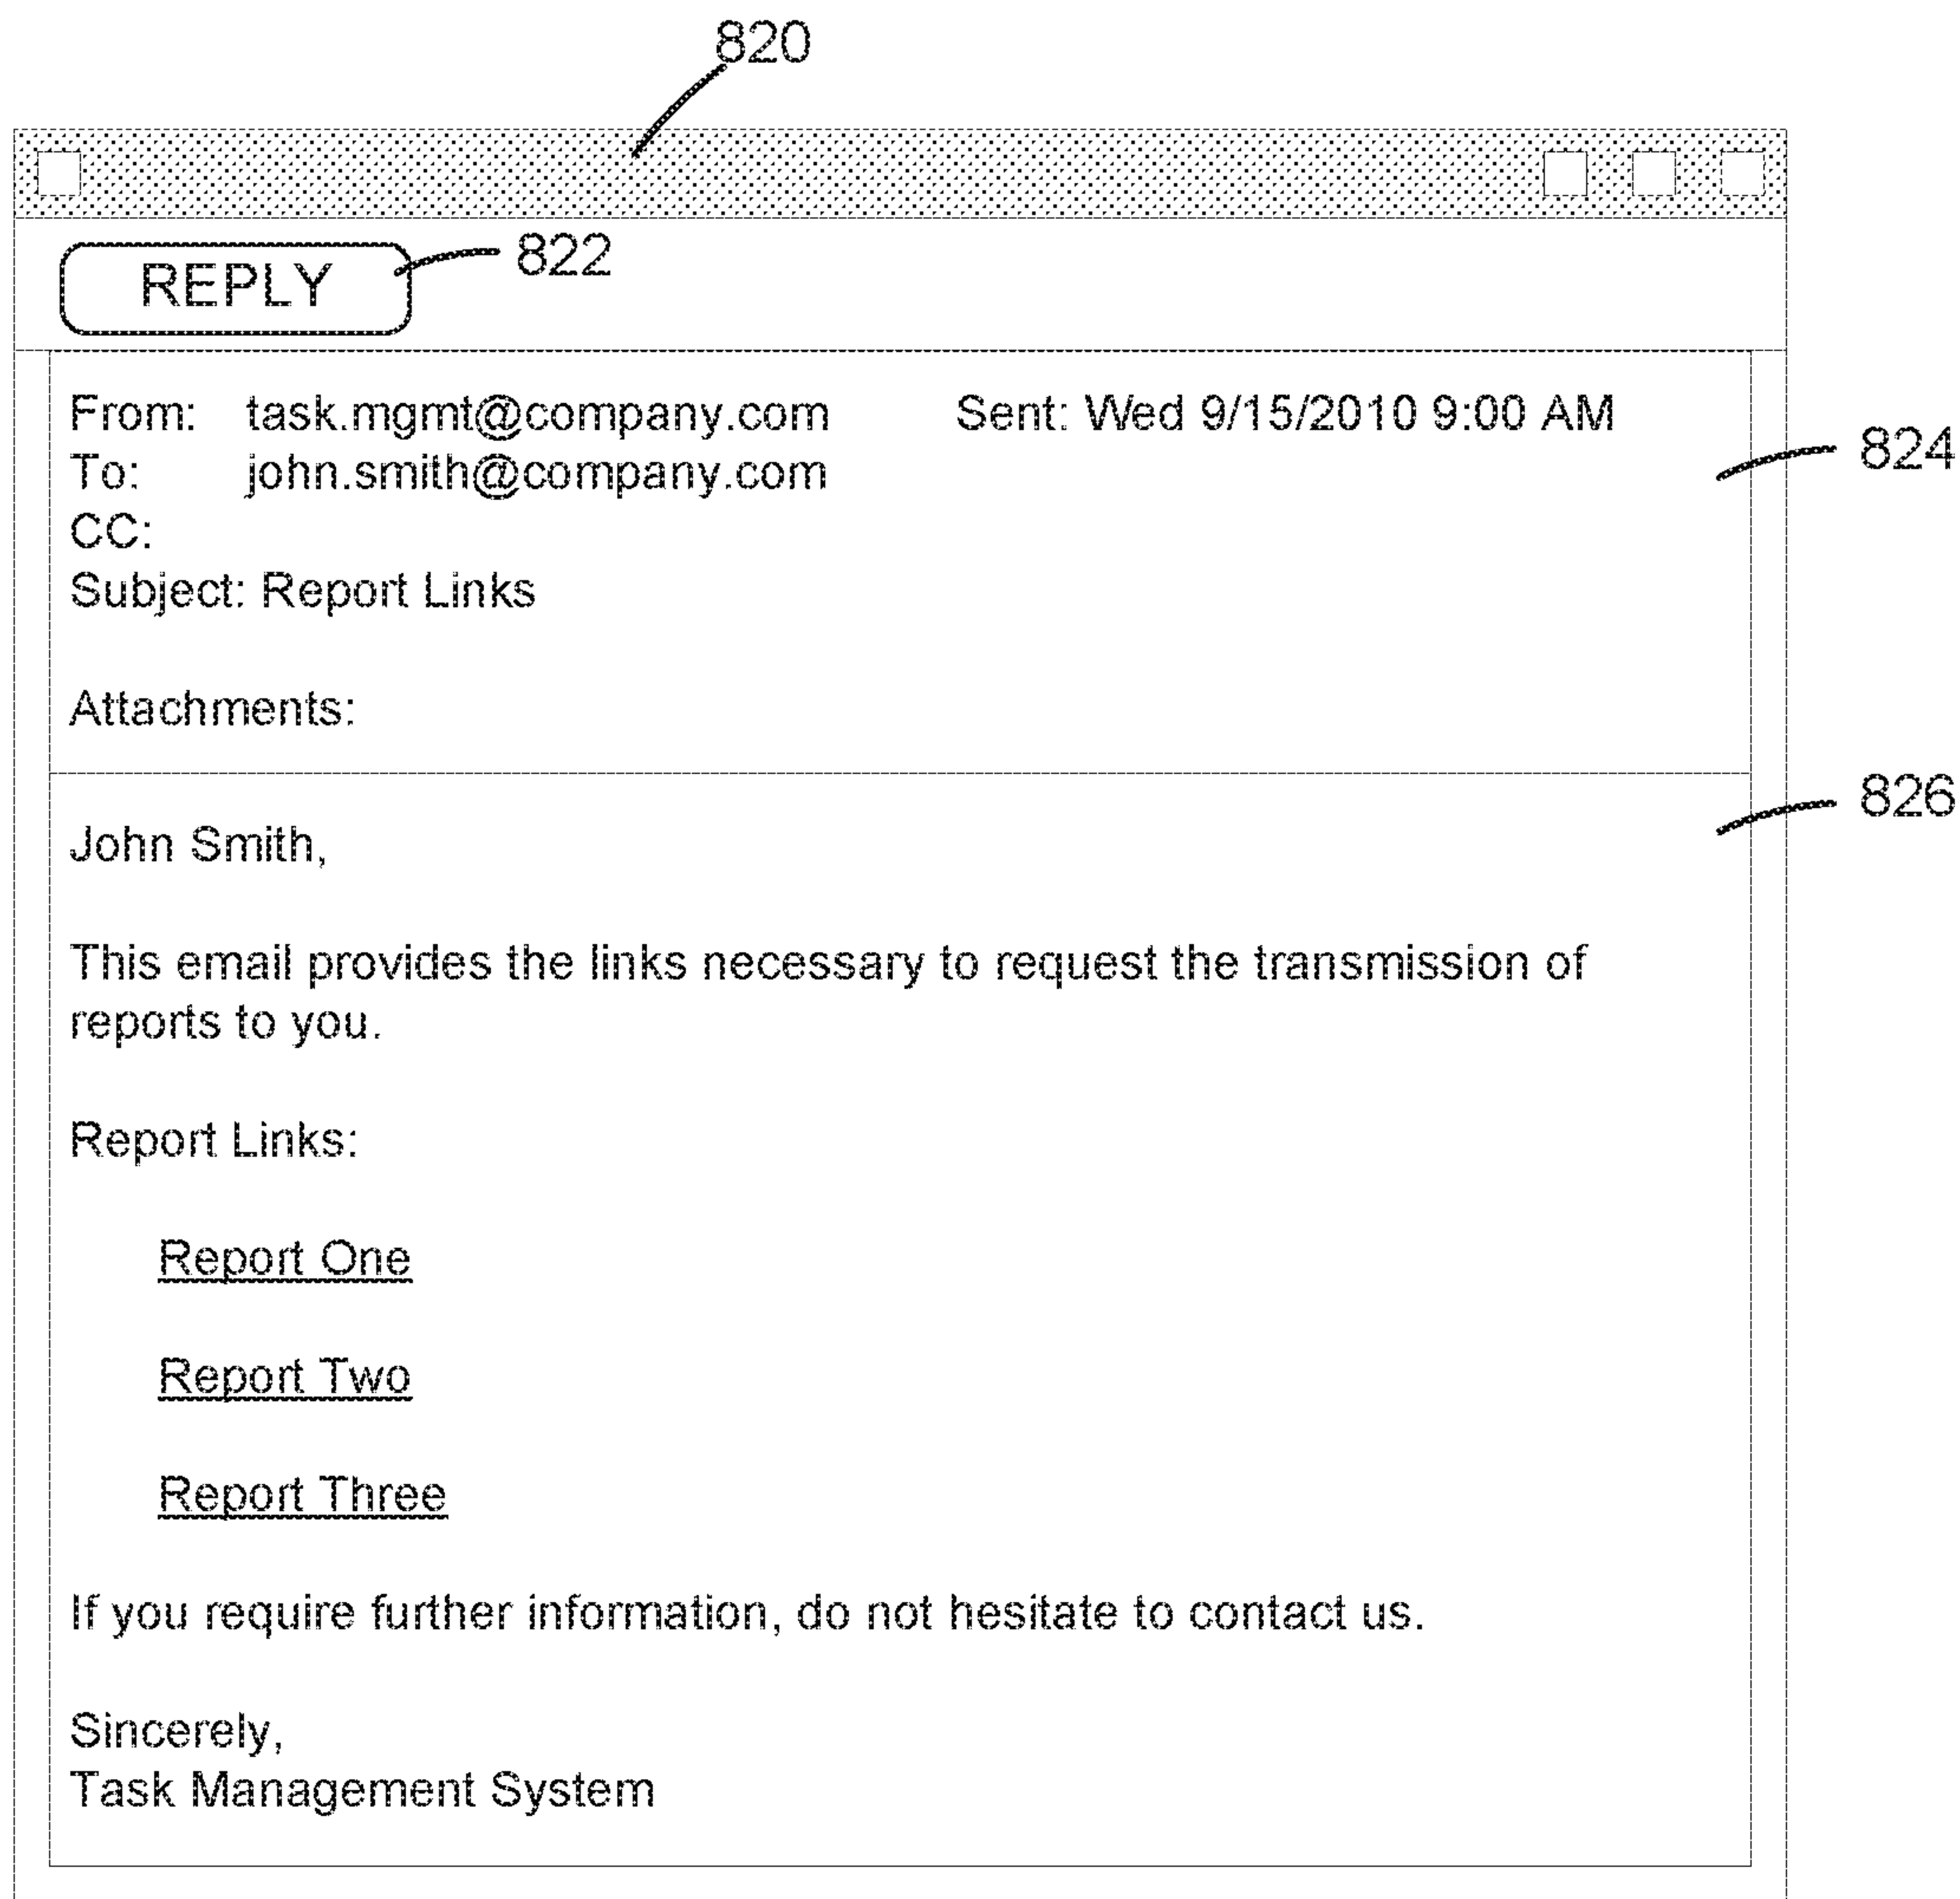 820
REPLY 822
From: task.mgmt@company.com Sent: Wed 9/15/2010 9:00 AM
824
To: john.smith@company.com
CC:
Subject: Report Links
Attachments:
826
John Smith,
This email provides the links necessary to request the transmission of
reports to you.
Report Links:
Report One
Report Two
Report Three
If you require further information, do not hesitate to contact us.
Sincerely,
Task Management System